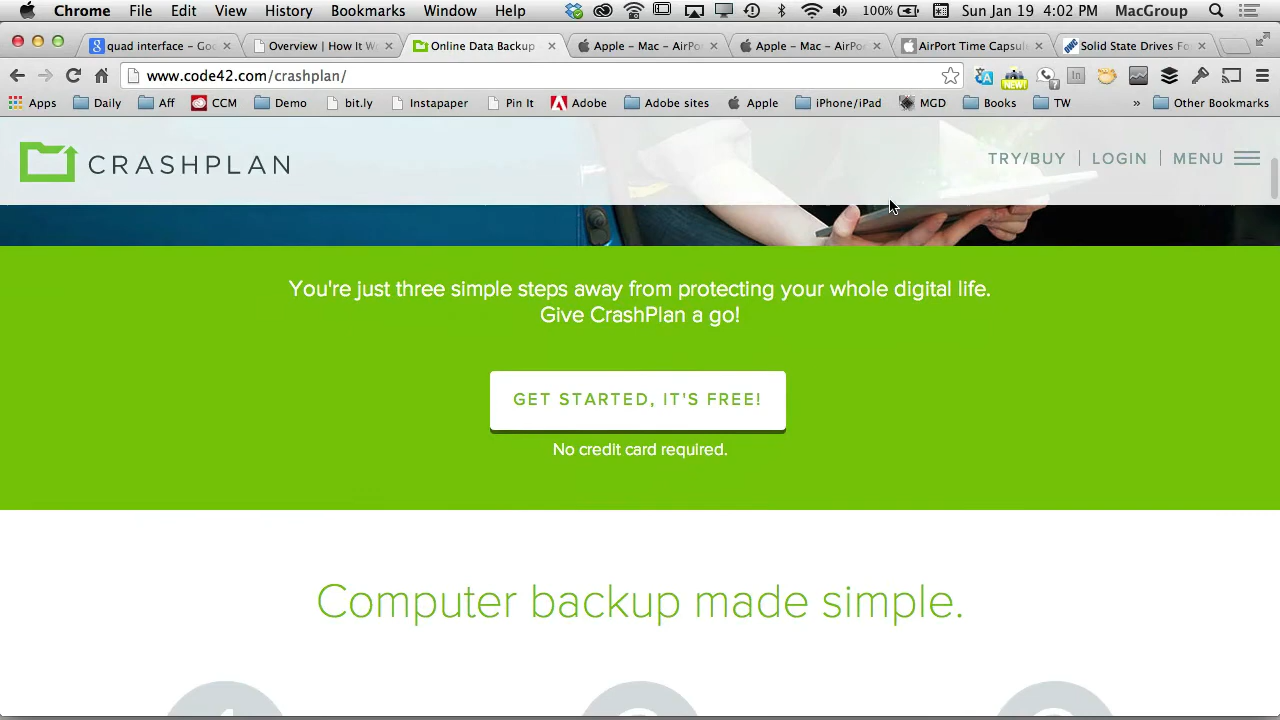 Chrome File Edit View History Bookmarks Window Help 100% Sun Jan 19 4:02 PM MacGroup
quad interface – Goo Overview | How It W Online Data Backup Apple – Mac – AirPo Apple – Mac – AirPo AirPort Time Capsul Solid State Drives Fo
www.code42.com/crashplan/
Apps Daily Aff CCM Demo bit.ly Instapaper Pin It Adobe Adobe sites Apple iPhone/iPad MGD Books TW » Other Bookmarks
CRASHPLAN
TRY/BUY | LOGIN | MENU
You're just three simple steps away from protecting your whole digital life.
Give CrashPlan a go!
GET STARTED, IT'S FREE!
No credit card required.
Computer backup made simple.